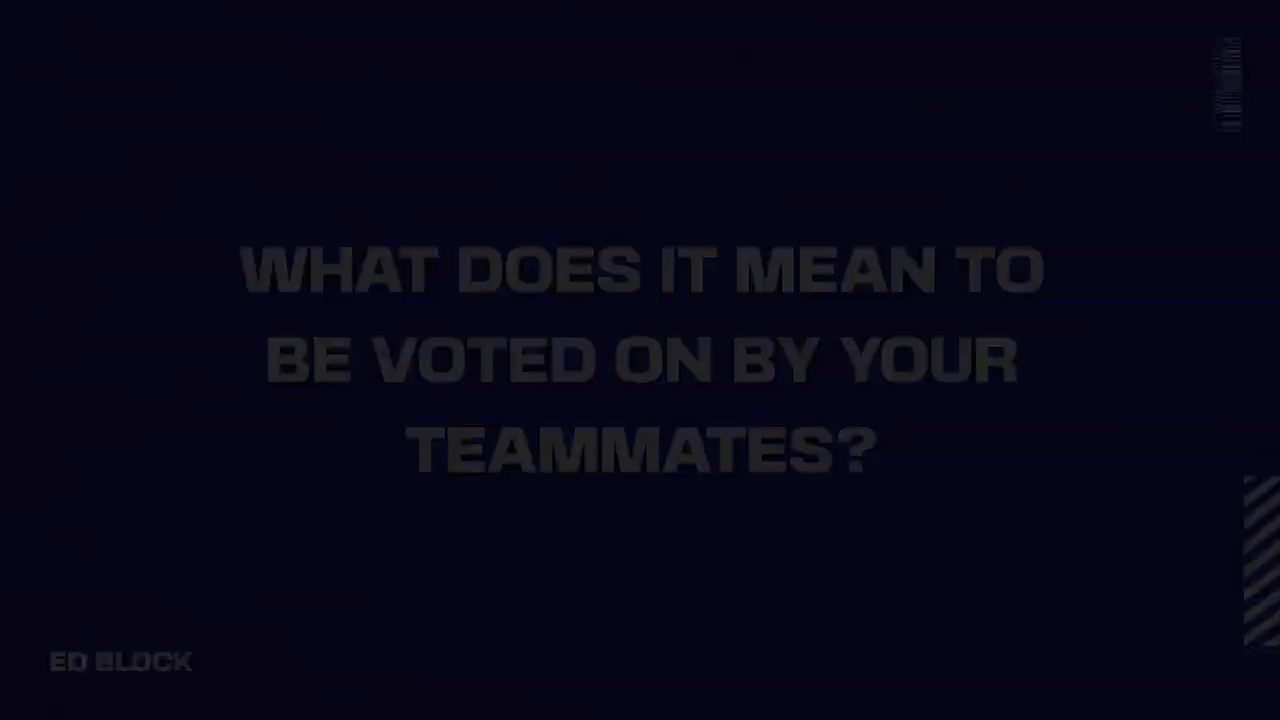 WHAT DOES IT MEAN TO
BE VOTED ON BY YOUR
TEAMMATES?
ED BLOCK